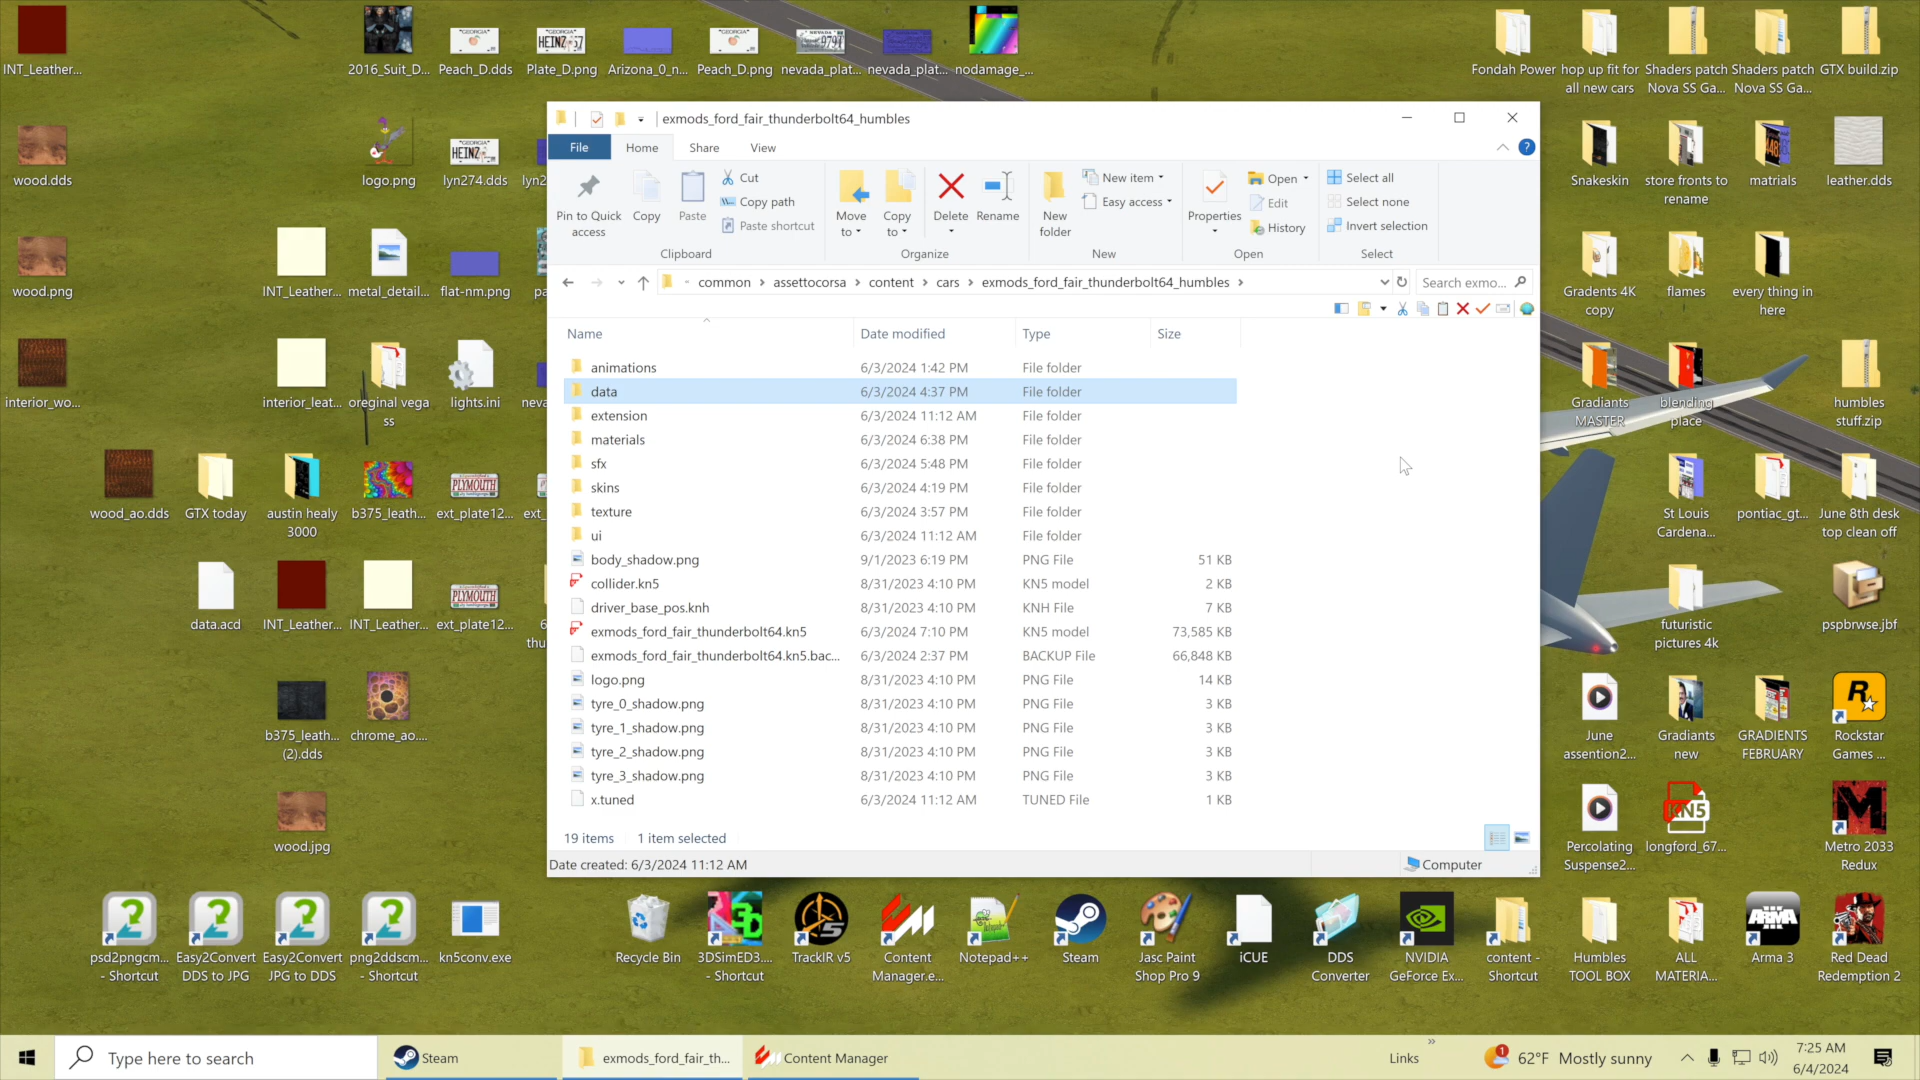 INT_Leather...
2016_Suit_D...
Peach_D.dds
Plate_D.png
Arizona_0_n...
Peach_D.png
nevada_plat...
nevada_plat...
nodamage_...
Fondah Power
hop up fit for
all new cars
Shaders patch
Nova SS Ga...
Shaders patch
Nova SS Ga...
GTX build.zip
wood.dds
logo.png
lyn274.dds
Snakeskin
store fronts to
rename
matrials
leather.dds
wood.png
INT_Leather...
metal_detail...
flat-nm.png
Gradents 4K
copy
flames
every thing in
here
interior_wo...
interior_leat...
oreginal vega
ss
lights.ini
Gradiants
MASTER
blending
place
humbles
stuff.zip
wood_ao.dds
GTX today
austin healy
3000
b375_leath...
ext_plate12...
St Louis
Cardena...
pontiac_gt...
June 8th desk
top clean off
data.acd
INT_Leather...
INT_Leather...
ext_plate12...
futuristic
pictures 4k
pspbrwse.jbf
b375_leath...
(2).dds
chrome_ao....
June
assention2...
Gradiants
new
GRADIENTS
FEBRUARY
Rockstar
Games ...
wood.jpg
Percolating
Suspense2...
longford_67...
Metro 2033
Redux
psd2pngcm...
- Shortcut
Easy2Convert
DDS to JPG
Easy2Convert
JPG to DDS
png2ddscm...
- Shortcut
kn5conv.exe
Recycle Bin
3DSimED3....
- Shortcut
TrackIR v5
Content
Manager.e...
Notepad++
Steam
Jasc Paint
Shop Pro 9
iCUE
DDS
Converter
NVIDIA
GeForce Ex...
content -
Shortcut
Humbles
TOOL BOX
ALL
MATERIA...
Arma 3
Red Dead
Redemption 2
exmods_ford_fair_thunderbolt64_humbles
File Home Share View
Pin to Quick
access
Copy
Paste
Cut
Copy path
Paste shortcut
Clipboard
Move
to
Copy
to
Delete
Rename
Organize
New
folder
New item
Easy access
New
Properties
Open
Edit
History
Open
Select all
Select none
Invert selection
Select
common > assettocorsa > content > cars > exmods_ford_fair_thunderbolt64_humbles >
Search exmo...
Name Date modified Type Size
animations 6/3/2024 1:42 PM File folder
data 6/3/2024 4:37 PM File folder
extension 6/3/2024 11:12 AM File folder
materials 6/3/2024 6:38 PM File folder
sfx 6/3/2024 5:48 PM File folder
skins 6/3/2024 4:19 PM File folder
texture 6/3/2024 3:57 PM File folder
ui 6/3/2024 11:12 AM File folder
body_shadow.png 9/1/2023 6:19 PM PNG File 51 KB
collider.kn5 8/31/2023 4:10 PM KN5 model 2 KB
driver_base_pos.knh 8/31/2023 4:10 PM KNH File 7 KB
exmods_ford_fair_thunderbolt64.kn5 6/3/2024 7:10 PM KN5 model 73,585 KB
exmods_ford_fair_thunderbolt64.kn5.bac... 6/3/2024 2:37 PM BACKUP File 66,848 KB
logo.png 8/31/2023 4:10 PM PNG File 14 KB
tyre_0_shadow.png 8/31/2023 4:10 PM PNG File 3 KB
tyre_1_shadow.png 8/31/2023 4:10 PM PNG File 3 KB
tyre_2_shadow.png 8/31/2023 4:10 PM PNG File 3 KB
tyre_3_shadow.png 8/31/2023 4:10 PM PNG File 3 KB
x.tuned 6/3/2024 11:12 AM TUNED File 1 KB
19 items 1 item selected
Date created: 6/3/2024 11:12 AM
Computer
Type here to search
Steam
exmods_ford_fair_th...
Content Manager
Links
62°F Mostly sunny
7:25 AM
6/4/2024